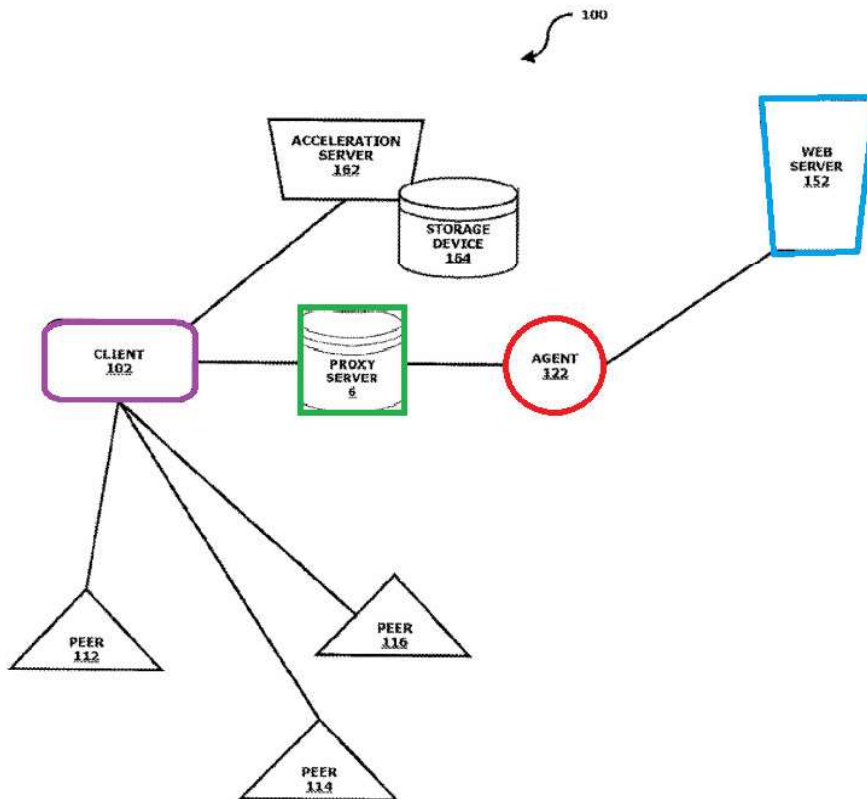 100
ACCELERATION
SERVER
162
WEB
SERVER
152
STORAGE
DEVICE
164
CLIENT
102
PROXY
SERVER
6
AGENT
122
PEER
112
PEER
116
PEER
114